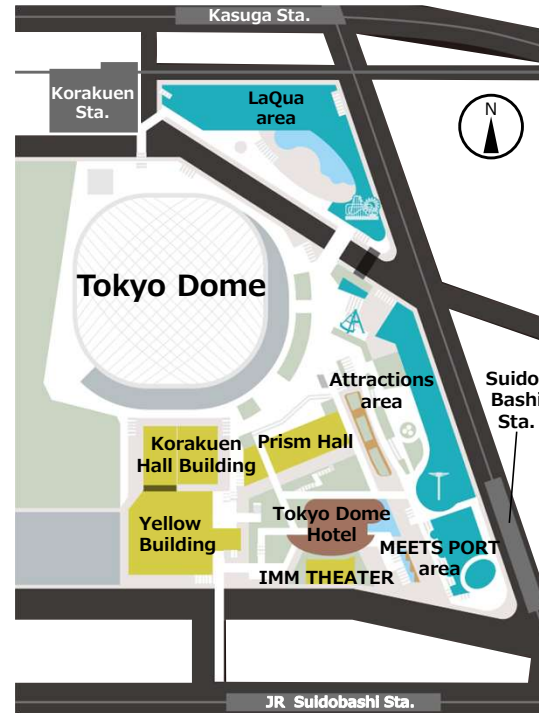 Kasuga Sta.
Korakuen
Sta.
LaQua
area
N
Tokyo Dome
Attractions
area
Suido
Bashi
Sta.
Korakuen
Hall Building
Prism Hall
Yellow
Building
Tokyo Dome
Hotel
MEETS PORT
area
IMM THEATER
JR Suidobashi Sta.